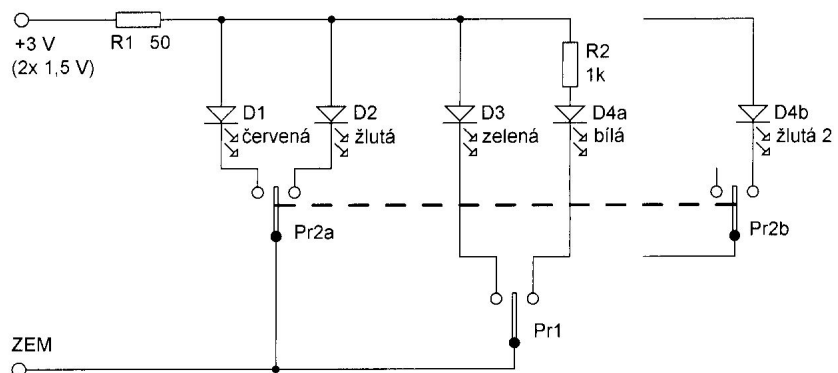 +3 V
(2x 1,5 V)
R1 50
R2
1k
D1
červená
D2
žlutá
D3
zelená
D4a
bílá
D4b
žlutá 2
Pr2a
Pr2b
Pr1
ZEM